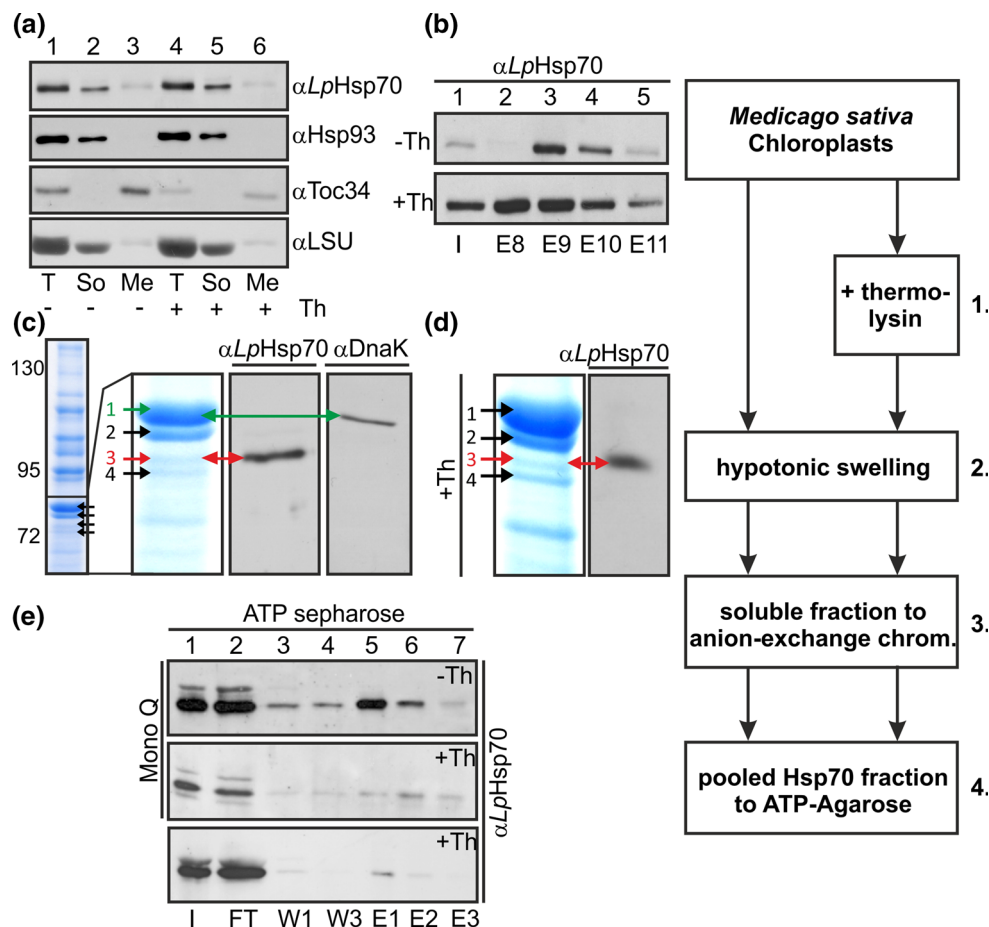 (a)
1 2 3 4 5 6
αLpHsp70
αHsp93
αToc34
αLSU
T So Me T So Me
- - - + + + Th
(b)
αLpHsp70
1 2 3 4 5
-Th
+Th
I E8 E9 E10 E11
Medicago sativa
Chloroplasts
+ thermo-
lysin
1.
hypotonic swelling
2.
soluble fraction to
anion-exchange chrom.
3.
pooled Hsp70 fraction
to ATP-Agarose
4.
(c)
αLpHsp70 αDnaK
130
95
72
1
2
3
4
(d)
αLpHsp70
+Th
1
2
3
4
(e)
ATP sepharose
1 2 3 4 5 6 7
Mono Q
-Th
+Th
+Th
αLpHsp70
I FT W1 W3 E1 E2 E3